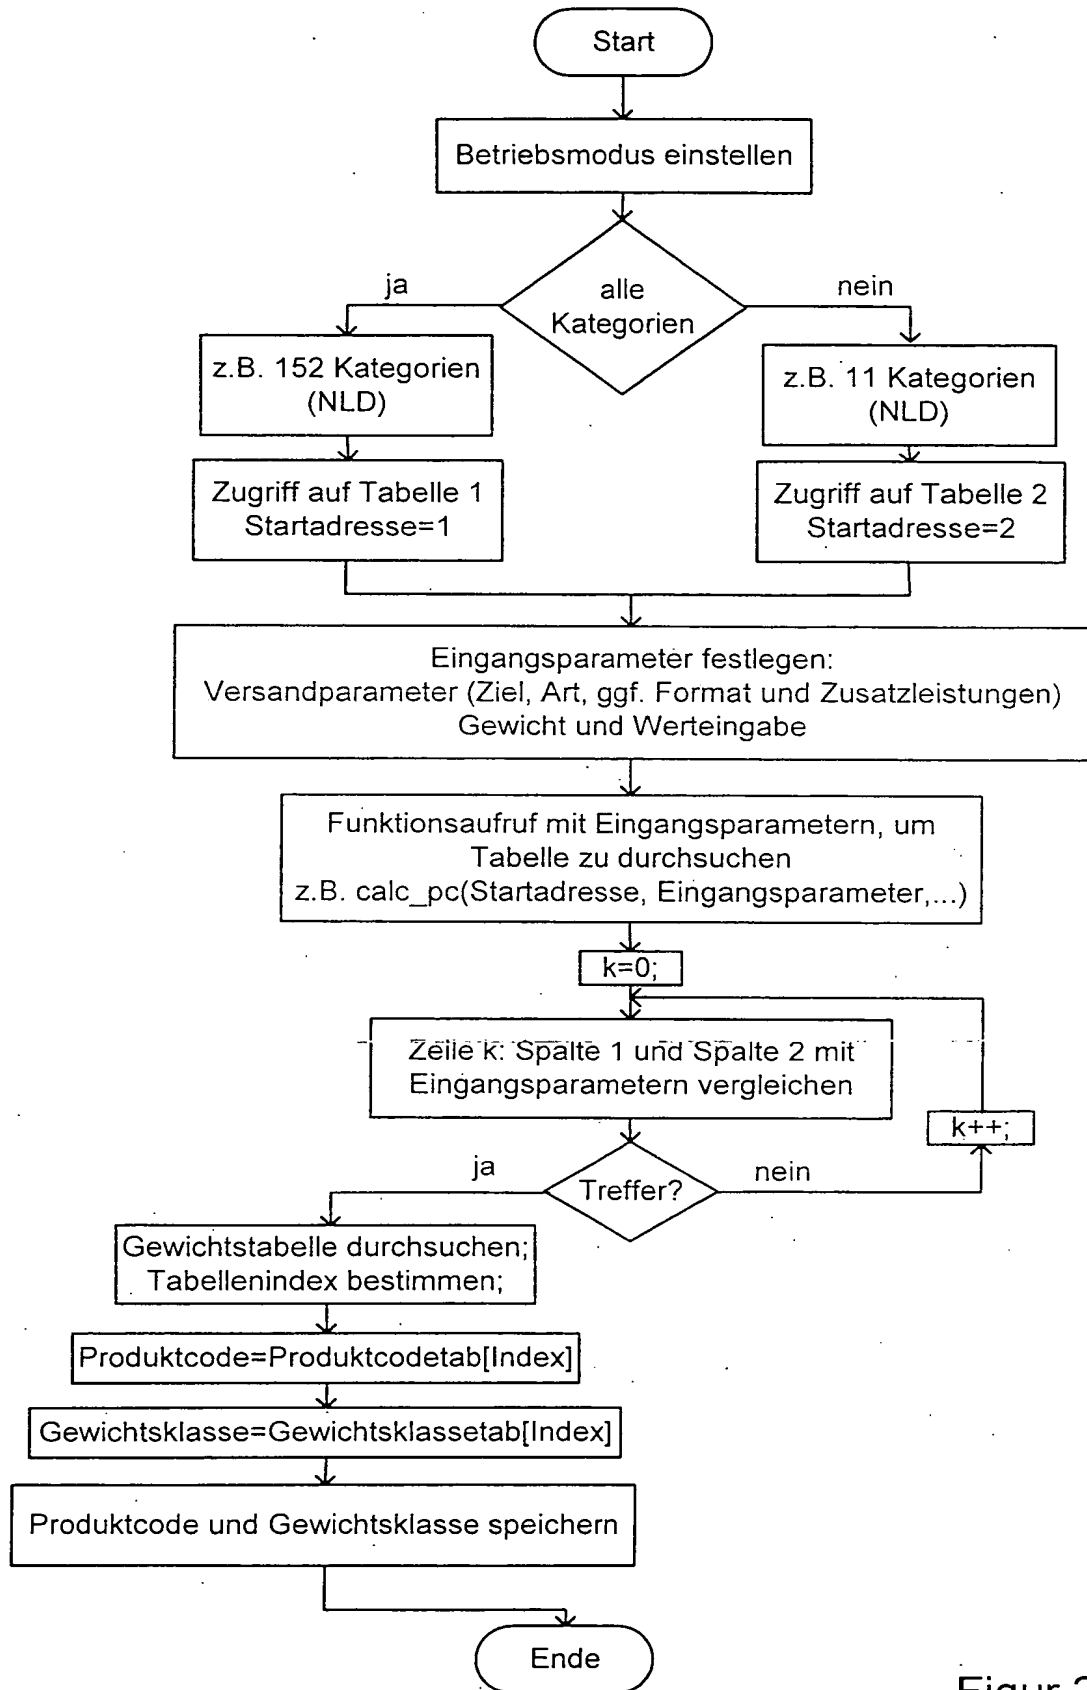 Start
Betriebsmodus einstellen
alle
Kategorien
ja
nein
z.B. 152 Kategorien
(NLD)
z.B. 11 Kategorien
(NLD)
Zugriff auf Tabelle 1
Startadresse=1
Zugriff auf Tabelle 2
Startadresse=2
Eingangsparameter festlegen:
Versandparameter (Ziel, Art, ggf. Format und Zusatzleistungen)
Gewicht und Werteingabe
Funktionsaufruf mit Eingangsparametern, um
Tabelle zu durchsuchen
z.B. calc_pc(Startadresse, Eingangsparameter,...)
k=0;
Zeile k: Spalte 1 und Spalte 2 mit
Eingangsparametern vergleichen
k++;
Treffer?
ja
nein
Gewichtstabelle durchsuchen;
Tabellenindex bestimmen;
Produktcode=Produktcodetab[Index]
Gewichtsklasse=Gewichtsklassetab[Index]
Produktcode und Gewichtsklasse speichern
Ende
Figur